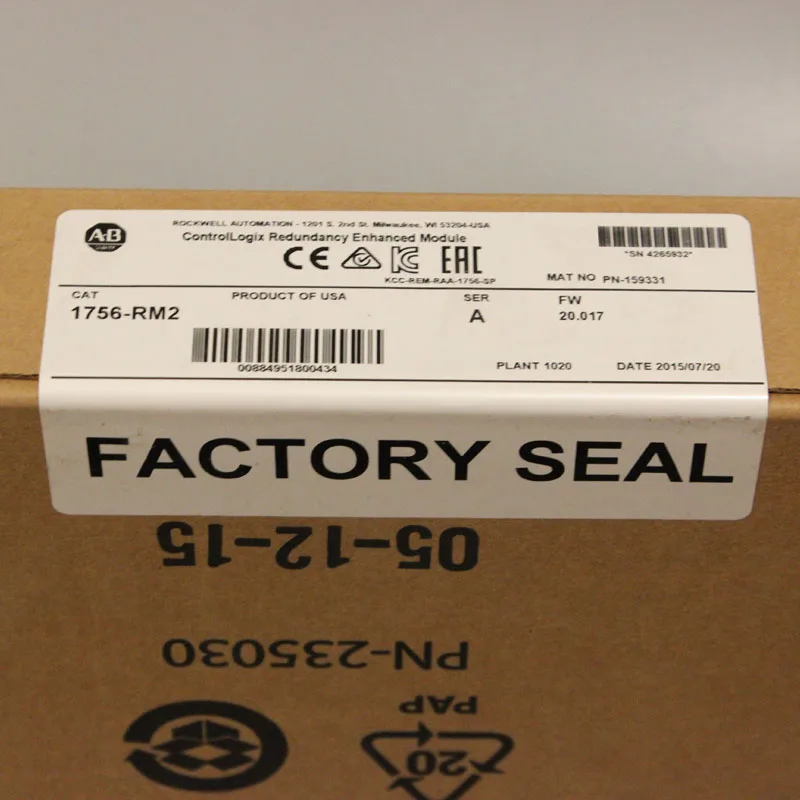 A-B
ROCKWELL AUTOMATION - 1201 S. 2nd St. Milwaukee, WI 53204-USA
ControlLogix Redundancy Enhanced Module
CE EAC
KCC-REM-RAA-1756-SP
*SN 4265932*
MAT NO PN-159331
CAT
1756-RM2
PRODUCT OF USA
SER
A
FW
20.017
00884951800434
PLANT 1020
DATE 2015/07/20
FACTORY SEAL
05-12-15
PN-235030
PAP
20